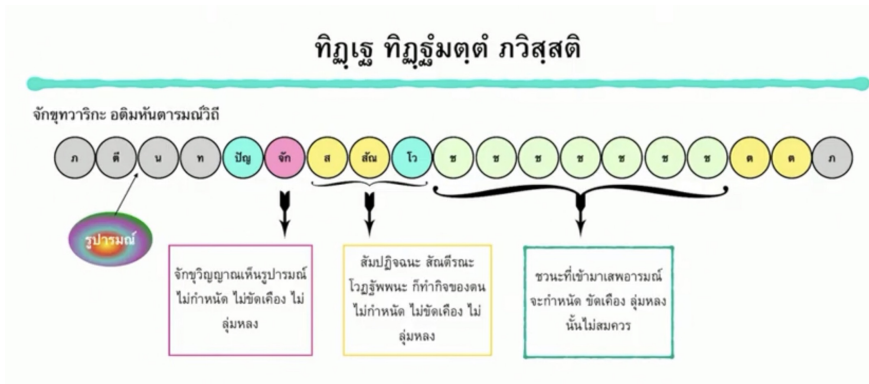 ทิฏฺเฐ ทิฏฺฐํมตฺตํ ภวิสฺสติ
จักขุทวาริกะ อติมหันตารมณ์วิถี
ภ ตี น ท ปัญ จัก ส สัณ โว ช ช ช ช ช ช ช ต ต ภ
รูปารมณ์
จักขุวิญญาณเห็นรูปารมณ์
ไม่กำหนัด ไม่ขัดเคือง ไม่
ลุ่มหลง
สัมปฏิจฉนะ สัณตีรณะ
โวฏฐัพพนะ ก็ทำกิจของตน
ไม่กำหนัด ไม่ขัดเคือง ไม่
ลุ่มหลง
ชวนะที่เข้ามาเสพอารมณ์
จะกำหนัด ขัดเคือง ลุ่มหลง
นั้นไม่สมควร